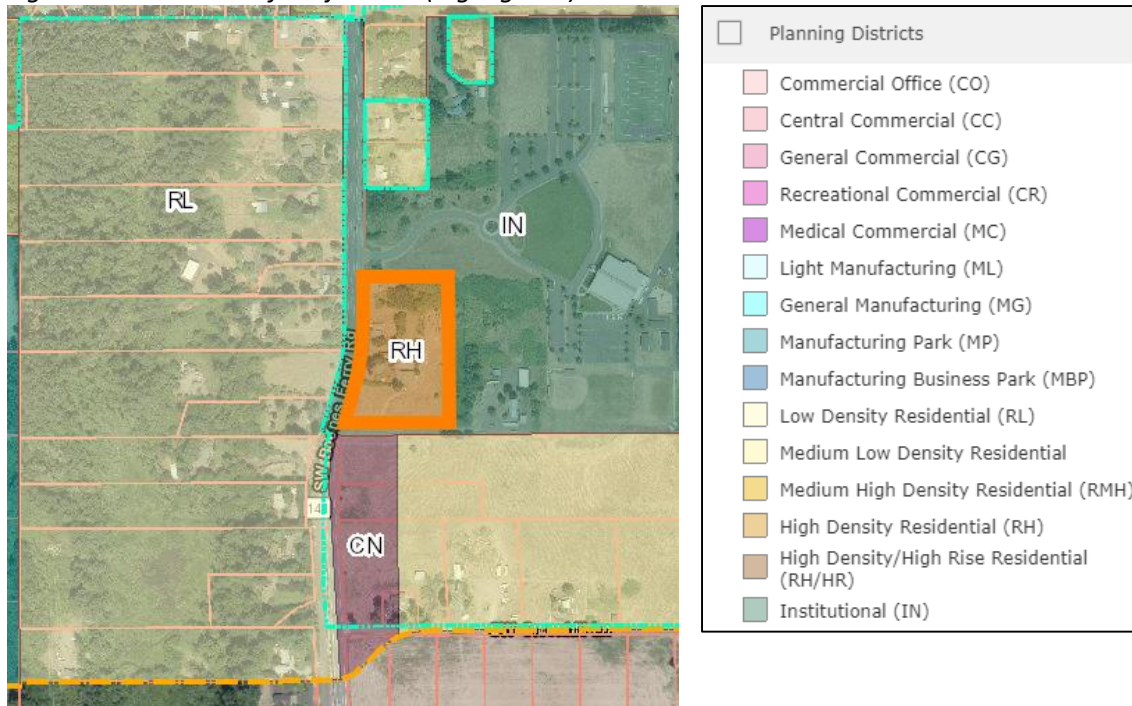 RL
IN
RH
SW Boones Ferry Rd
14
CN
Planning Districts
Commercial Office (CO)
Central Commercial (CC)
General Commercial (CG)
Recreational Commercial (CR)
Medical Commercial (MC)
Light Manufacturing (ML)
General Manufacturing (MG)
Manufacturing Park (MP)
Manufacturing Business Park (MBP)
Low Density Residential (RL)
Medium Low Density Residential
Medium High Density Residential (RMH)
High Density Residential (RH)
High Density/High Rise Residential
(RH/HR)
Institutional (IN)